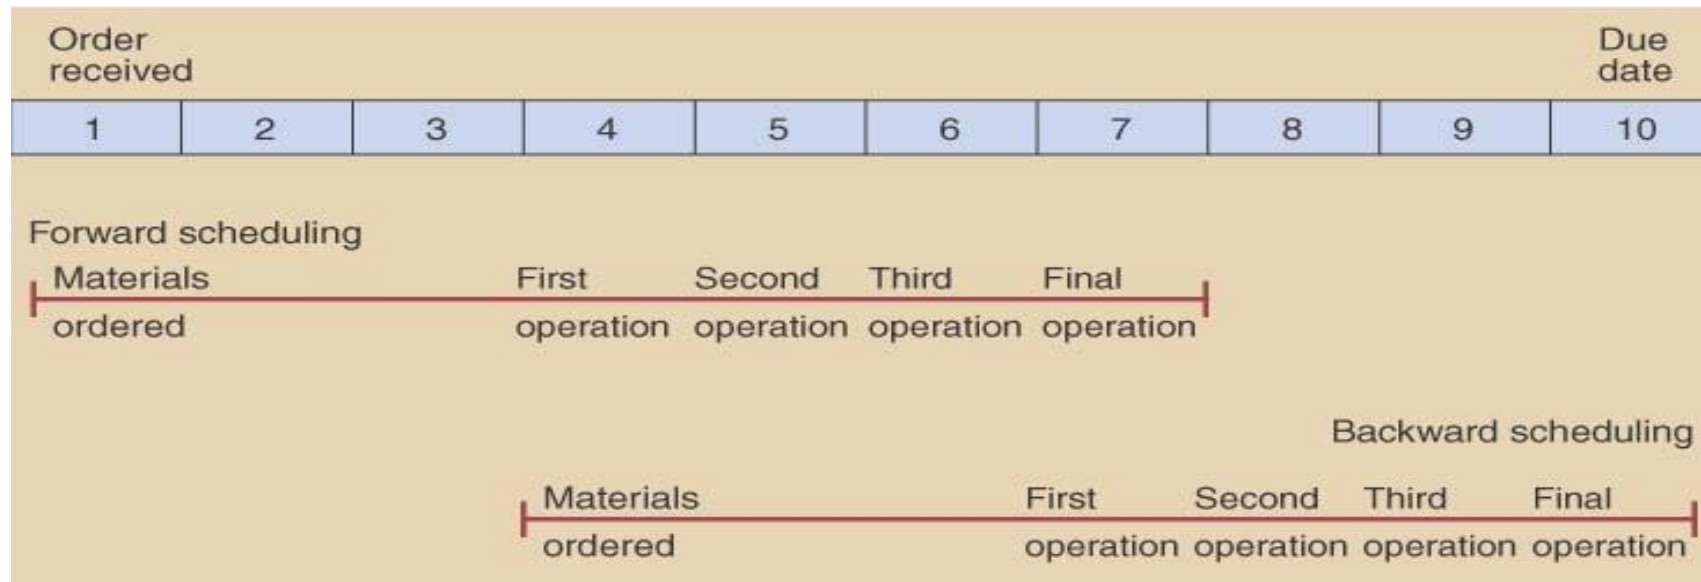 Order
received
Due
date
1 2 3 4 5 6 7 8 9 10
Forward scheduling
Materials First Second Third Final
ordered operation operation operation operation
Backward scheduling
Materials First Second Third Final
ordered operation operation operation operation